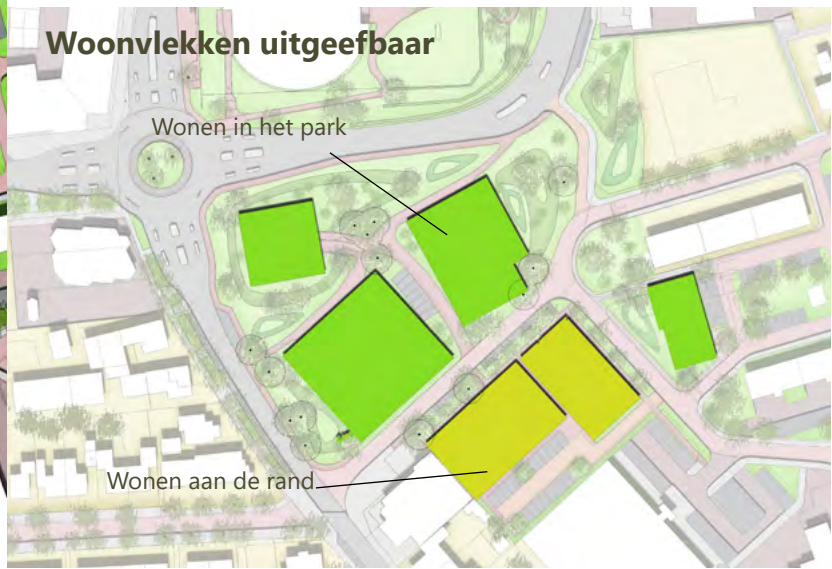 Woonvlekken uitgeefbaar
Wonen in het park
Wonen aan de rand